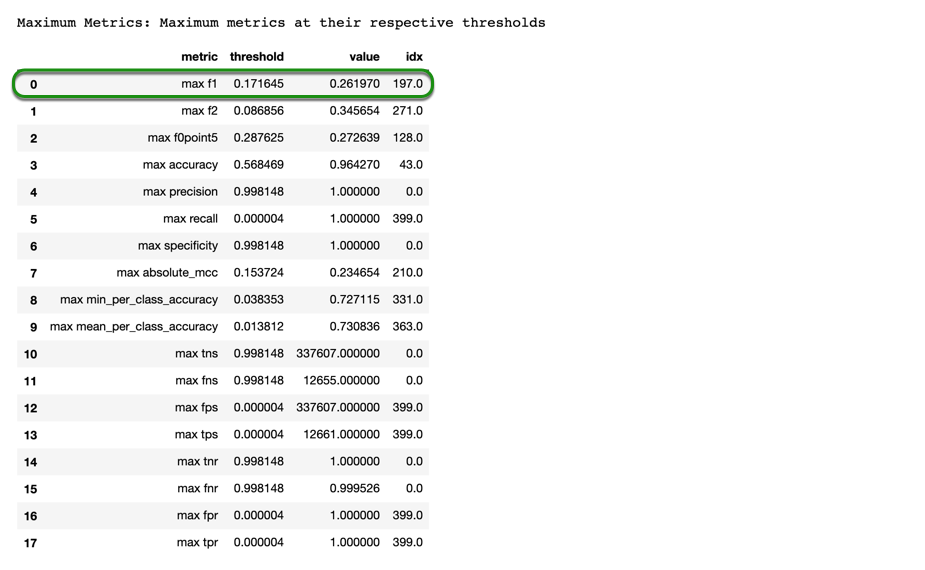 Maximum Metrics: Maximum metrics at their respective thresholds
metric threshold value idx
0 max f1 0.171645 0.261970 197.0
1 max f2 0.086856 0.345654 271.0
2 max f0point5 0.287625 0.272639 128.0
3 max accuracy 0.568469 0.964270 43.0
4 max precision 0.998148 1.000000 0.0
5 max recall 0.000004 1.000000 399.0
6 max specificity 0.998148 1.000000 0.0
7 max absolute_mcc 0.153724 0.234654 210.0
8 max min_per_class_accuracy 0.038353 0.727115 331.0
9 max mean_per_class_accuracy 0.013812 0.730836 363.0
10 max tns 0.998148 337607.000000 0.0
11 max fns 0.998148 12655.000000 0.0
12 max fps 0.000004 337607.000000 399.0
13 max tps 0.000004 12661.000000 399.0
14 max tnr 0.998148 1.000000 0.0
15 max fnr 0.998148 0.999526 0.0
16 max fpr 0.000004 1.000000 399.0
17 max tpr 0.000004 1.000000 399.0